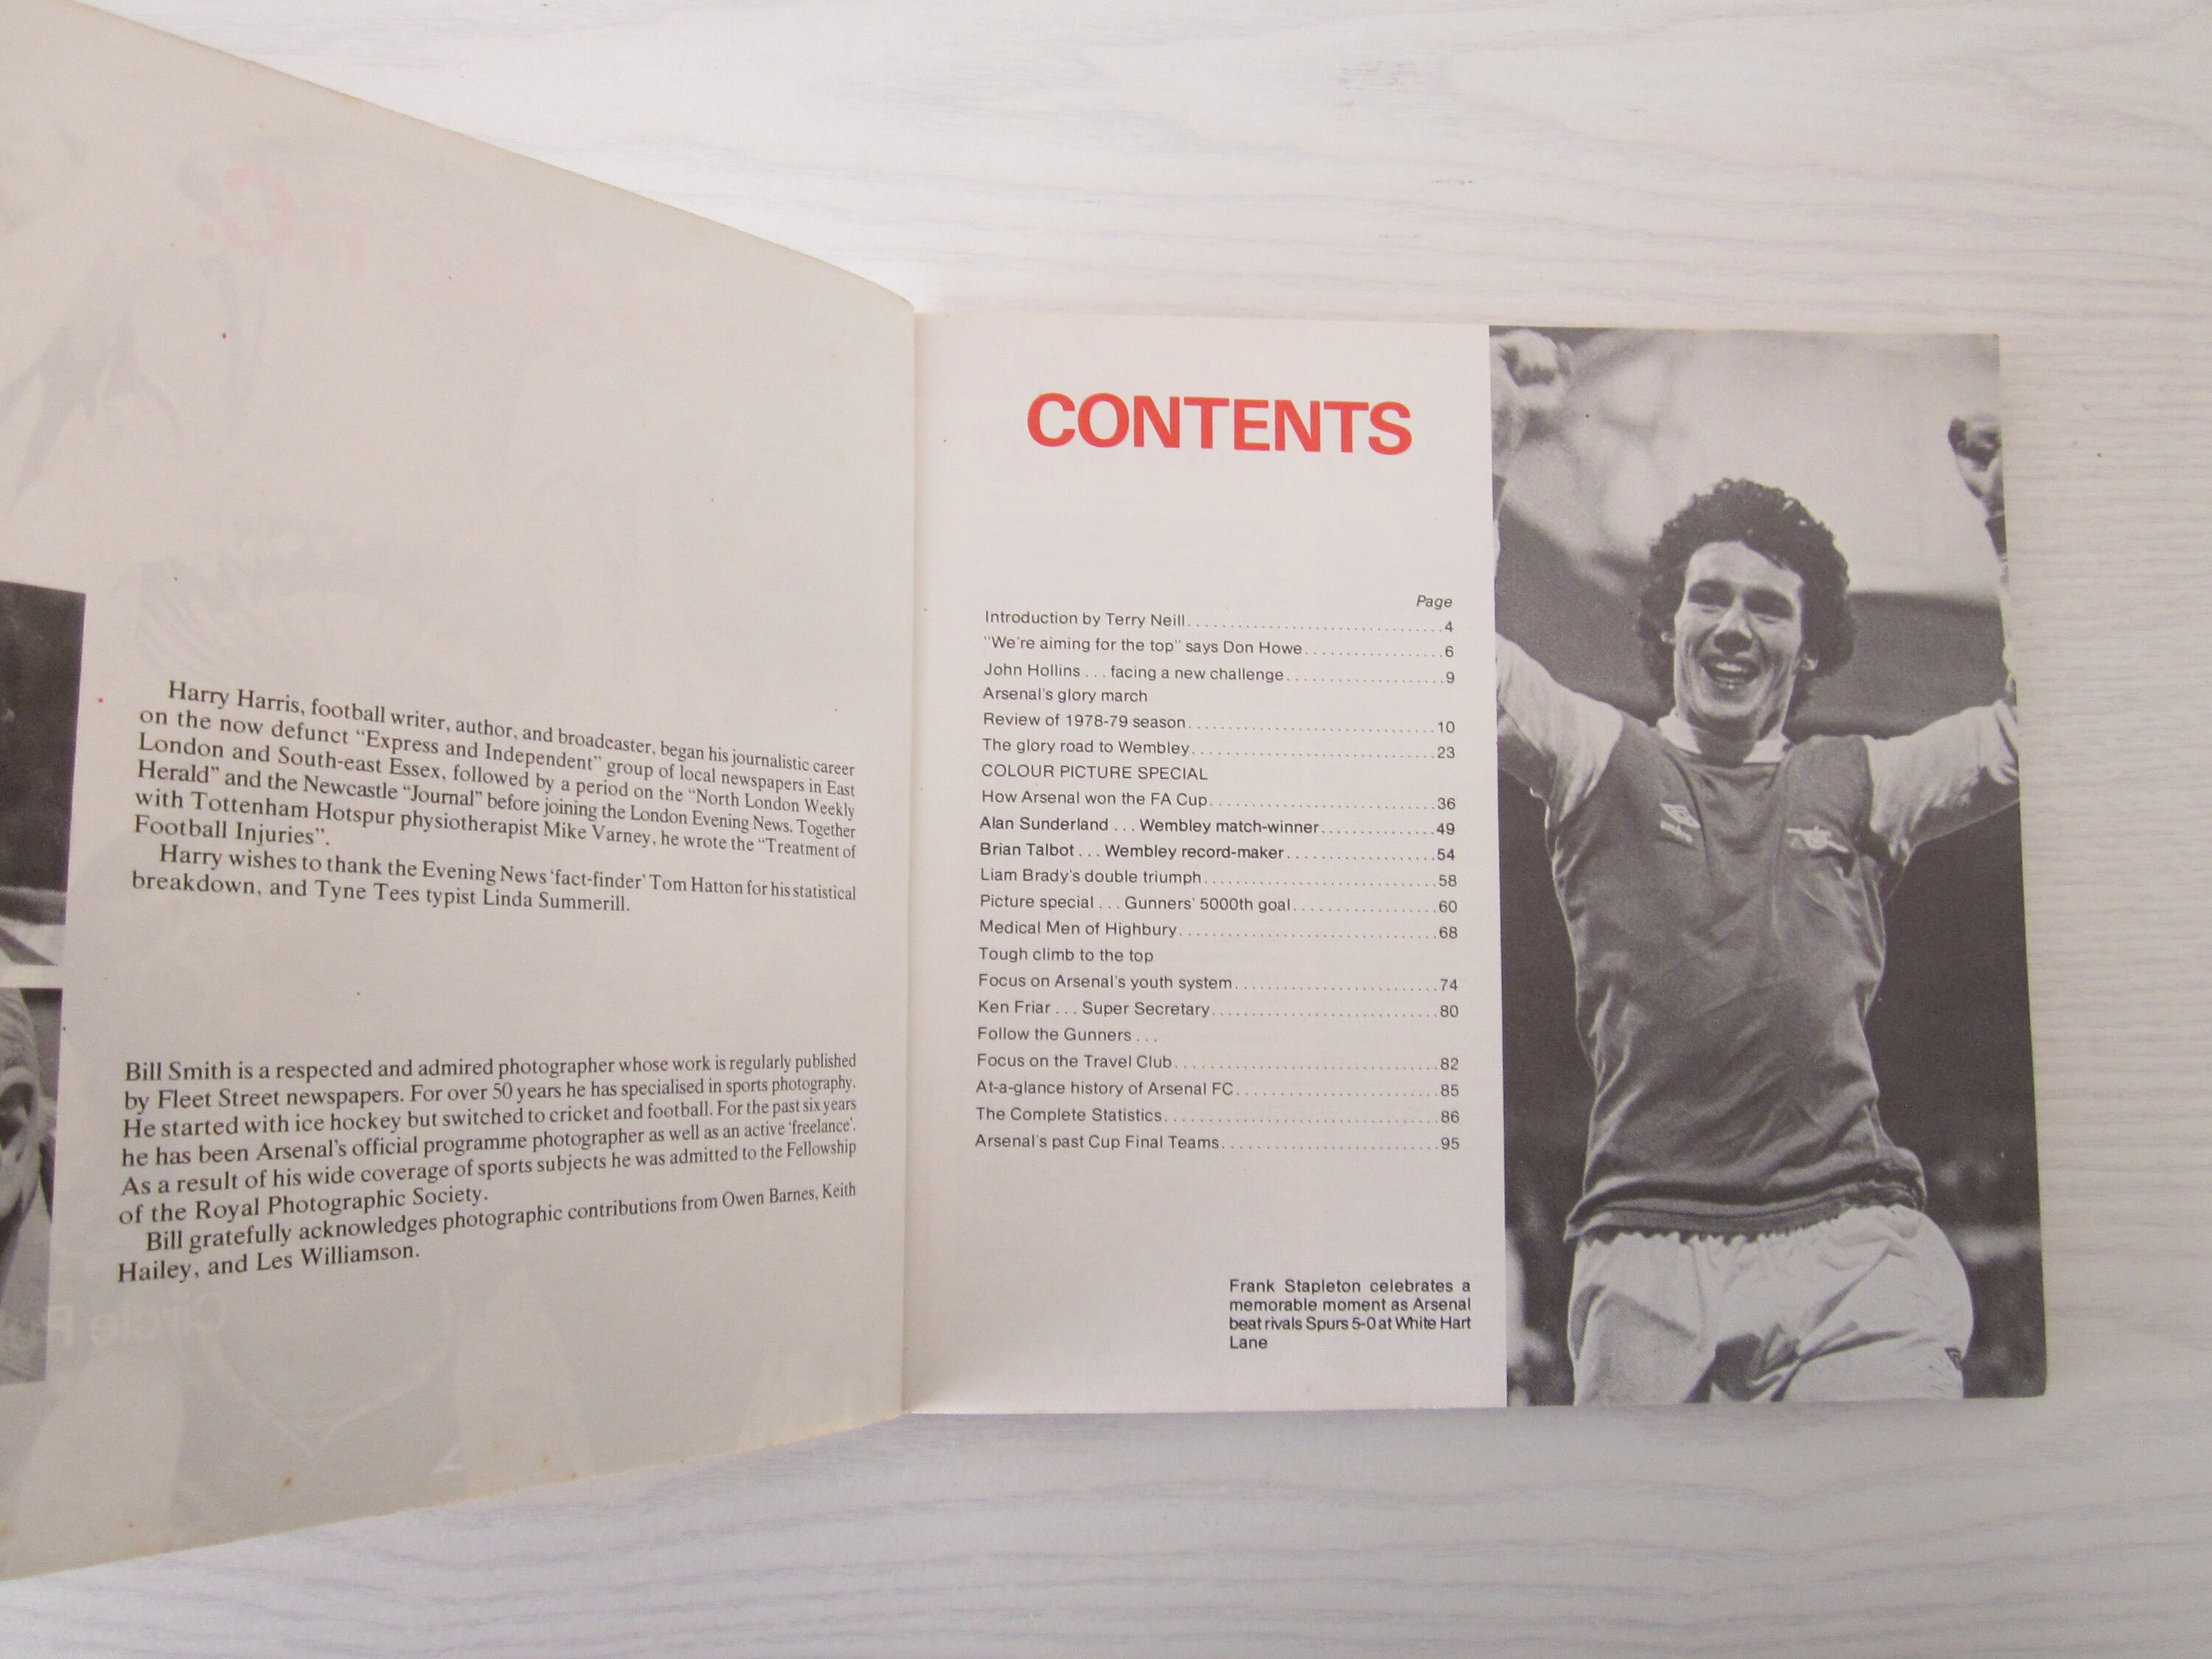 Harry Harris, football writer, author, and broadcaster, began his journalistic career
on the now defunct “Express and Independent” group of local newspapers in East
London and South-east Essex, followed by a period on the “North London Weekly
Herald” and the Newcastle “Journal” before joining the London Evening News. Together
with Tottenham Hotspur physiotherapist Mike Varney, he wrote the “Treatment of
Football Injuries”.
Harry wishes to thank the Evening News ‘fact-finder’ Tom Hatton for his statistical
breakdown, and Tyne Tees typist Linda Summerill.
Bill Smith is a respected and admired photographer whose work is regularly published
by Fleet Street newspapers. For over 50 years he has specialised in sports photography.
He started with ice hockey but switched to cricket and football. For the past six years
he has been Arsenal’s official programme photographer as well as an active ‘freelance’.
As a result of his wide coverage of sports subjects he was admitted to the Fellowship
of the Royal Photographic Society.
Bill gratefully acknowledges photographic contributions from Owen Barnes, Keith
Hailey, and Les Williamson.
CONTENTS
Page
Introduction by Terry Neill . . . . . . . . . . 4
“We’re aiming for the top” says Don Howe . . . . . . . . . . 6
John Hollins . . . facing a new challenge . . . . . . . . . . 9
Arsenal’s glory march
Review of 1978-79 season . . . . . . . . . . 10
The glory road to Wembley . . . . . . . . . . 23
COLOUR PICTURE SPECIAL
How Arsenal won the FA Cup . . . . . . . . . . 36
Alan Sunderland . . . Wembley match-winner . . . . . . . . . . 49
Brian Talbot . . . Wembley record-maker . . . . . . . . . . 54
Liam Brady’s double triumph . . . . . . . . . . 58
Picture special . . . Gunners’ 5000th goal . . . . . . . . . . 60
Medical Men of Highbury . . . . . . . . . . 68
Tough climb to the top
Focus on Arsenal’s youth system . . . . . . . . . . 74
Ken Friar . . . Super Secretary . . . . . . . . . . 80
Follow the Gunners . . .
Focus on the Travel Club . . . . . . . . . . 82
At-a-glance history of Arsenal FC . . . . . . . . . . 85
The Complete Statistics . . . . . . . . . . 86
Arsenal’s past Cup Final Teams . . . . . . . . . . 95
Frank Stapleton celebrates a
memorable moment as Arsenal
beat rivals Spurs 5-0 at White Hart
Lane